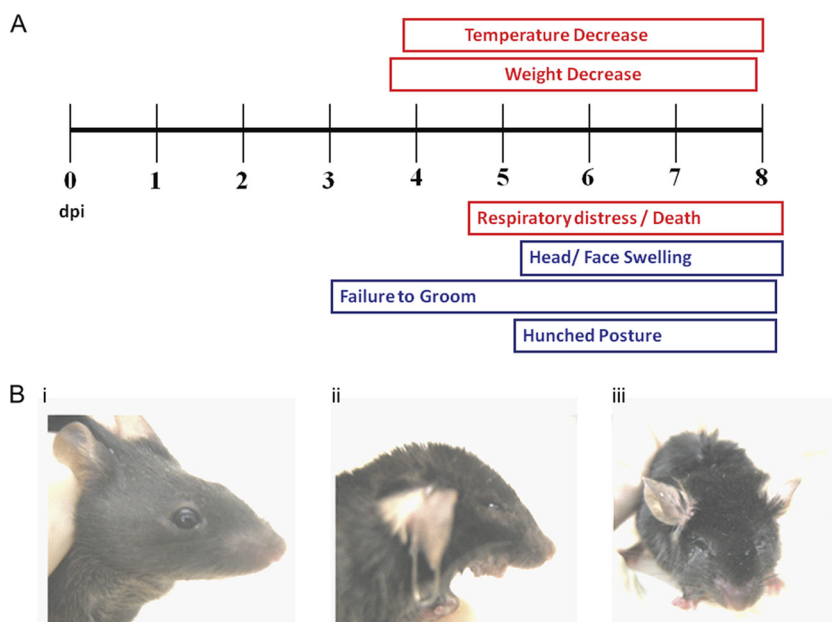 A
Temperature Decrease
Weight Decrease
0 1 2 3 4 5 6 7 8
dpi
Respiratory distress / Death
Head/ Face Swelling
Failure to Groom
Hunched Posture
B
i ii iii